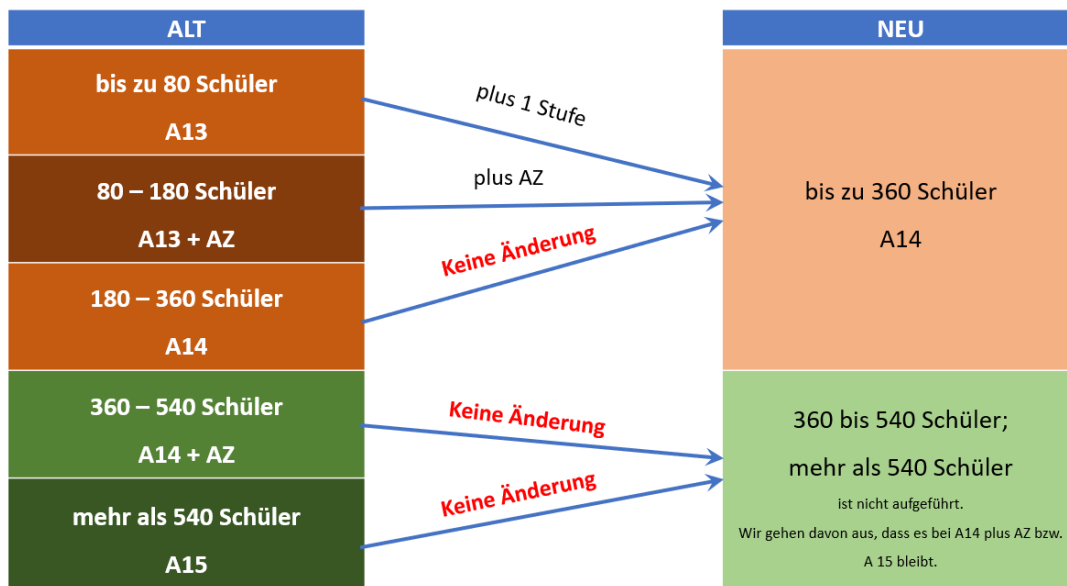 ALT
bis zu 80 Schüler
A13
80 – 180 Schüler
A13 + AZ
180 – 360 Schüler
A14
360 – 540 Schüler
A14 + AZ
mehr als 540 Schüler
A15
plus 1 Stufe
plus AZ
Keine Änderung
Keine Änderung
Keine Änderung
NEU
bis zu 360 Schüler
A14
360 bis 540 Schüler;
mehr als 540 Schüler
ist nicht aufgeführt.
Wir gehen davon aus, dass es bei A14 plus AZ bzw.
A 15 bleibt.